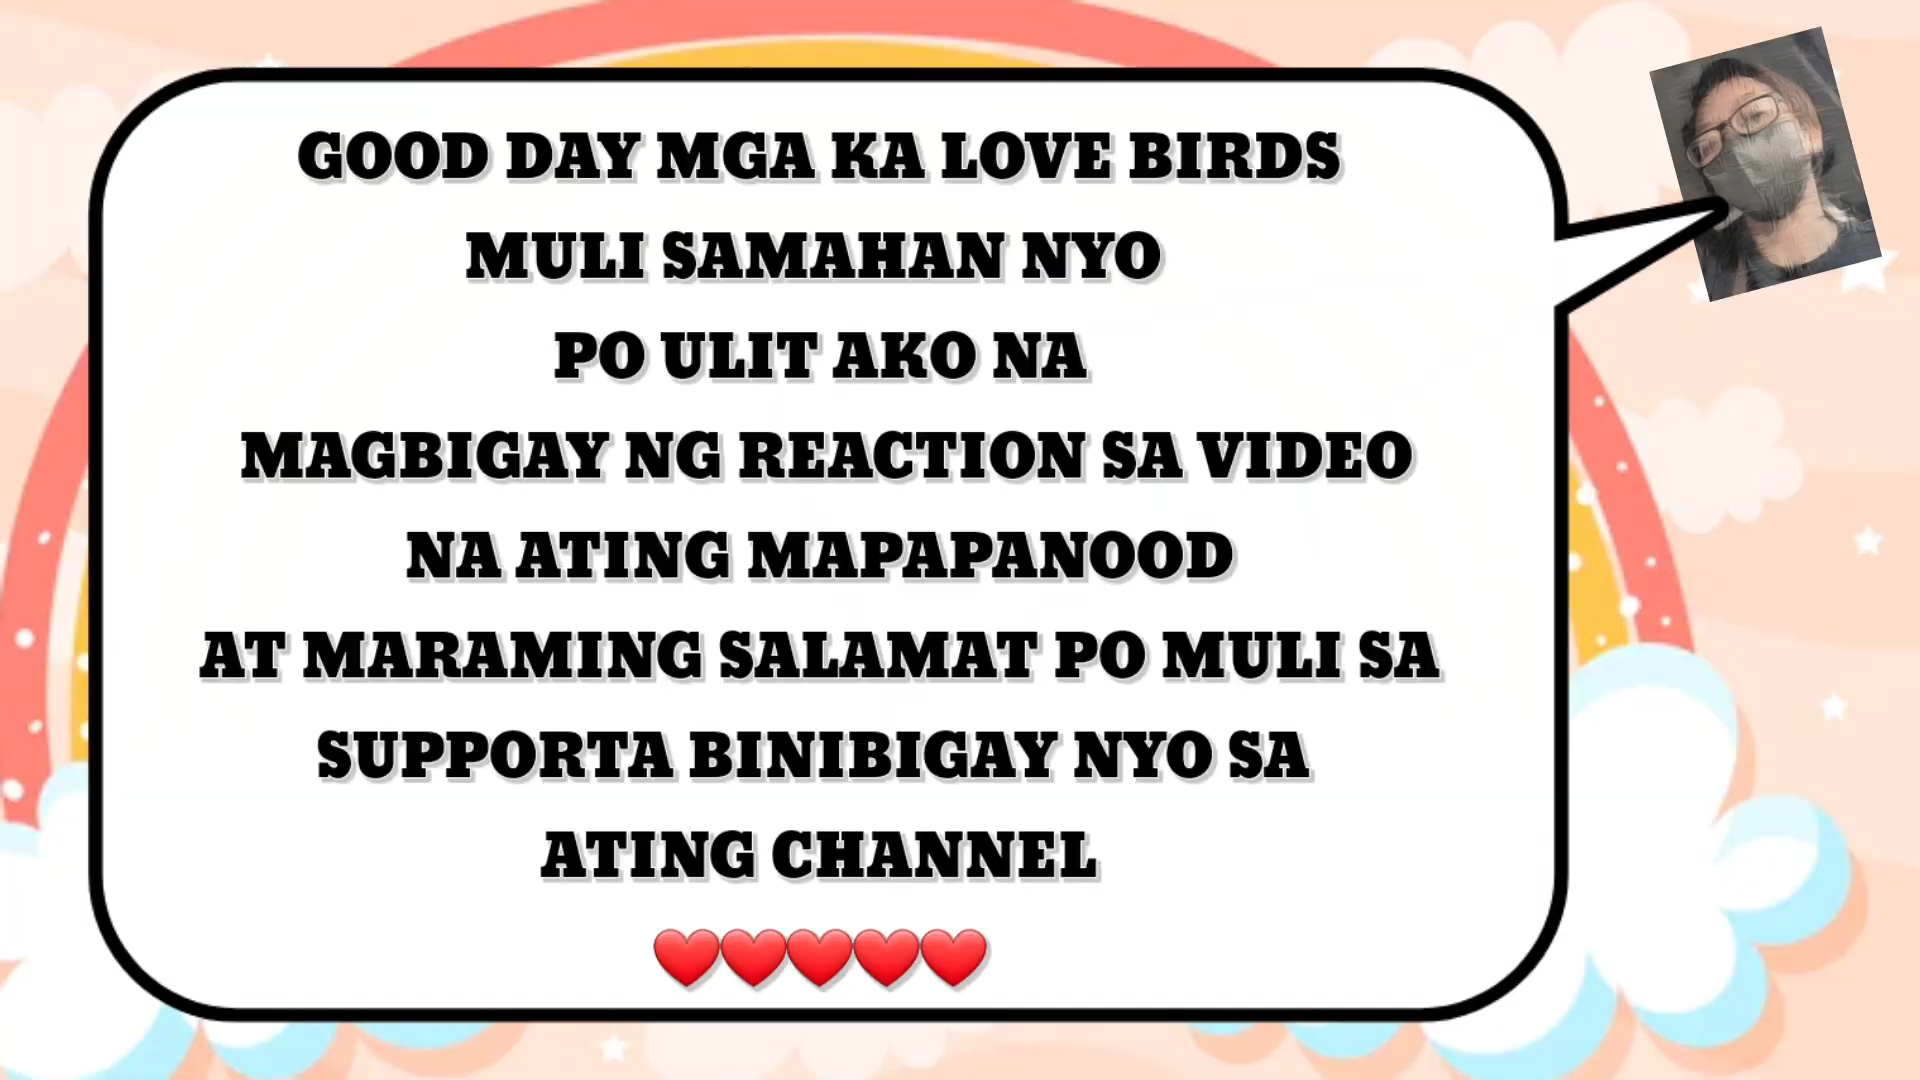 GOOD DAY MGA KA LOVE BIRDS
MULI SAMAHAN NYO
PO ULIT AKO NA
MAGBIGAY NG REACTION SA VIDEO
NA ATING MAPAPANOOD
AT MARAMING SALAMAT PO MULI SA
SUPPORTA BINIBIGAY NYO SA
ATING CHANNEL
❤️❤️❤️❤️❤️